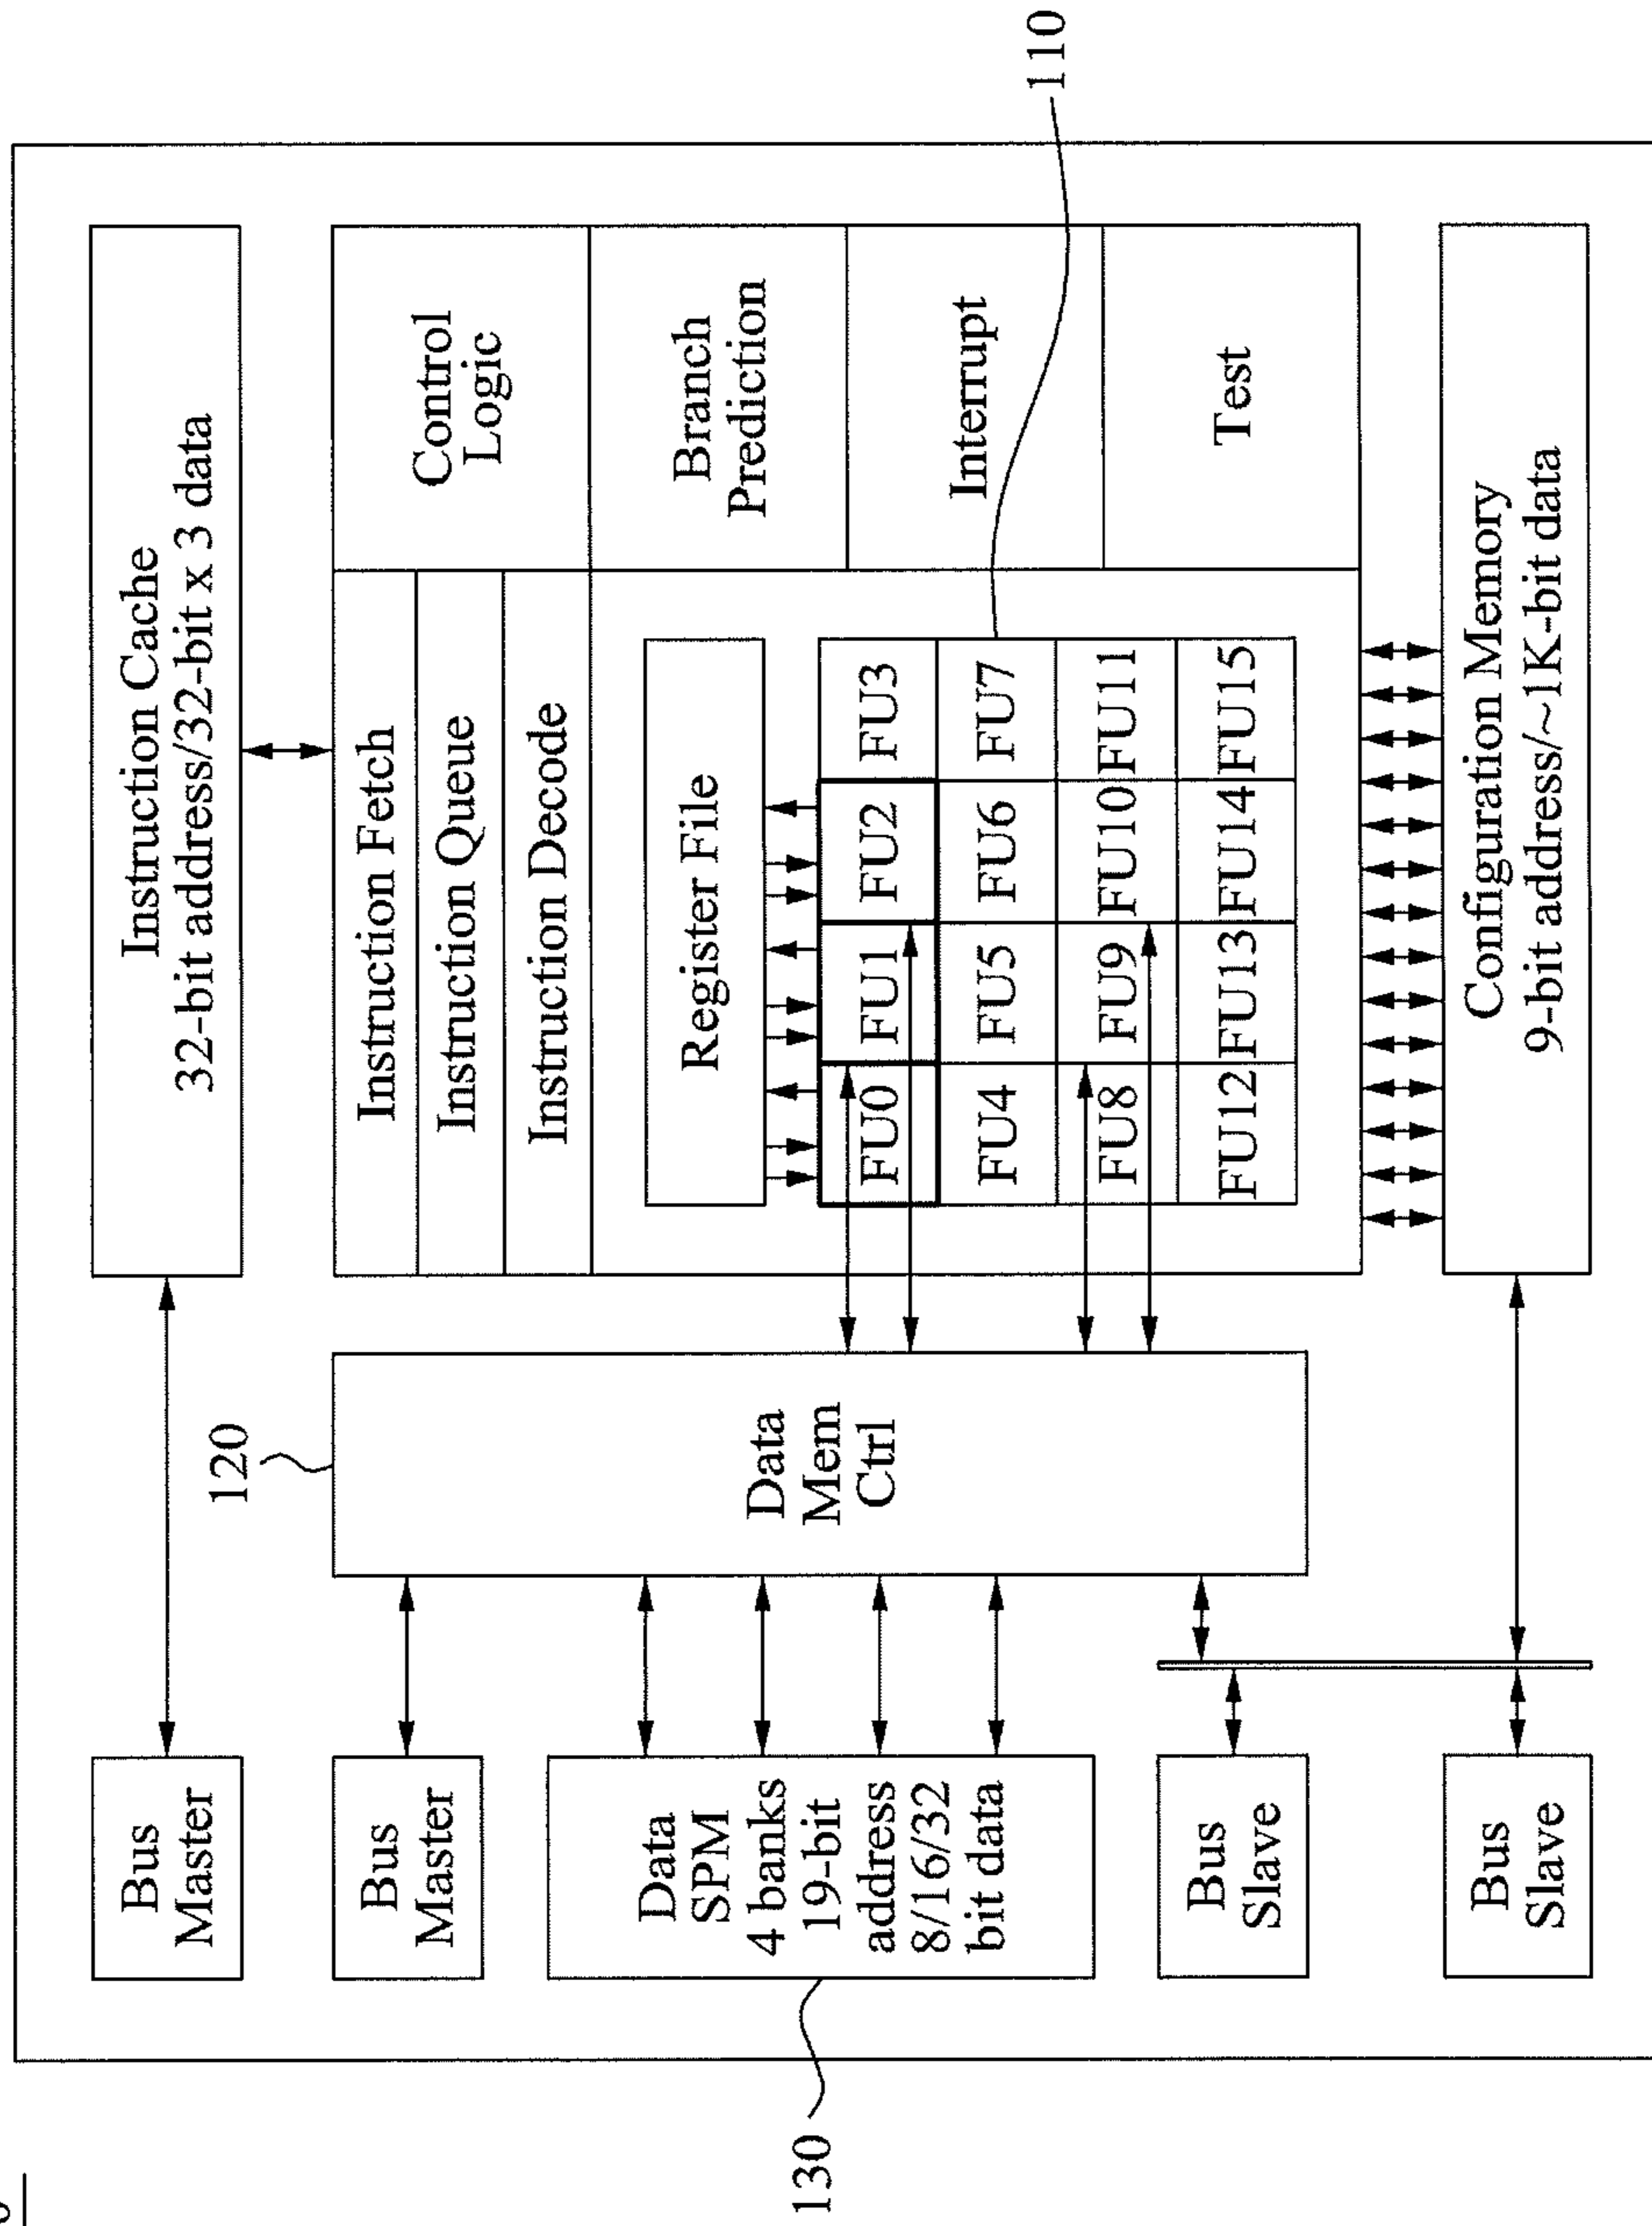 Bus
Master
Instruction Cache
32-bit address/32-bit x 3 data
120
Bus
Master
Data
SPM
4 banks
19-bit
address
8/16/32
bit data
130
Bus
Slave
Bus
Slave
Data
Mem
Ctrl
Instruction Fetch
Instruction Queue
Instruction Decode
Control
Logic
Branch
Prediction
Interrupt
Test
Register File
FU0 FU1 FU2 FU3
FU4 FU5 FU6 FU7
FU8 FU9 FU10 FU11
FU12 FU13 FU14 FU15
110
Configuration Memory
9-bit address/~1K-bit data